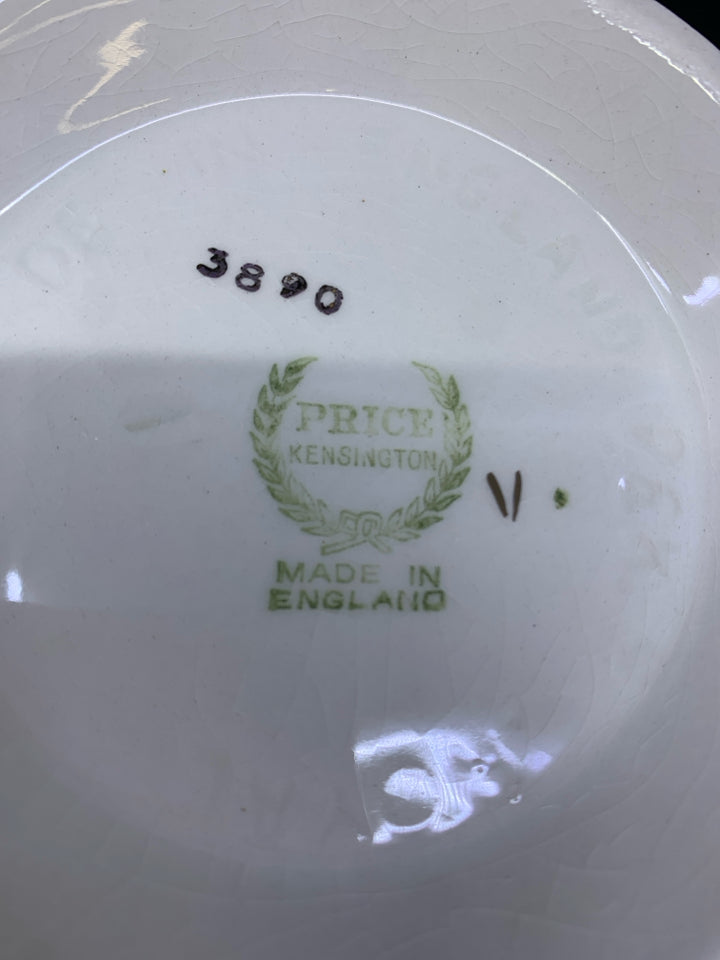 3890
PRICE
KENSINGTON
MADE IN
ENGLAND